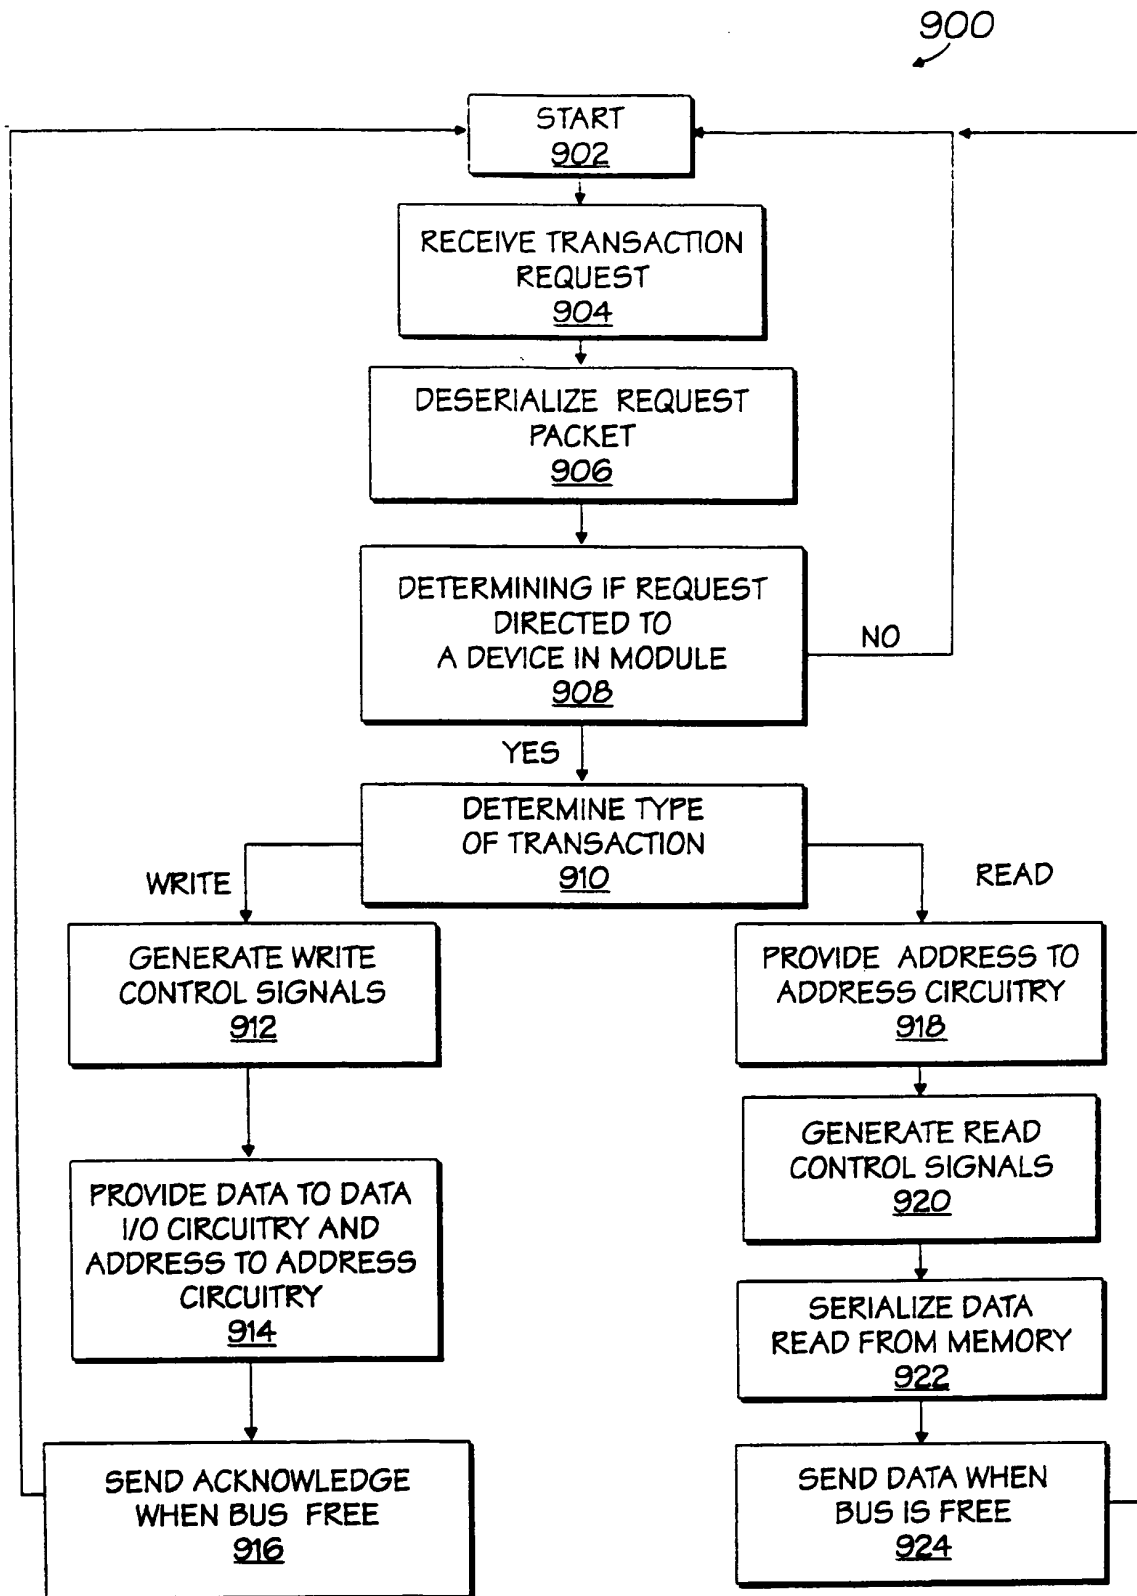 900
START
902
RECEIVE TRANSACTION
REQUEST
904
DESERIALIZE REQUEST
PACKET
906
DETERMINING IF REQUEST
DIRECTED TO
A DEVICE IN MODULE
908
NO
YES
DETERMINE TYPE
OF TRANSACTION
910
WRITE
READ
GENERATE WRITE
CONTROL SIGNALS
912
PROVIDE DATA TO DATA
I/O CIRCUITRY AND
ADDRESS TO ADDRESS
CIRCUITRY
914
SEND ACKNOWLEDGE
WHEN BUS FREE
916
PROVIDE ADDRESS TO
ADDRESS CIRCUITRY
918
GENERATE READ
CONTROL SIGNALS
920
SERIALIZE DATA
READ FROM MEMORY
922
SEND DATA WHEN
BUS IS FREE
924